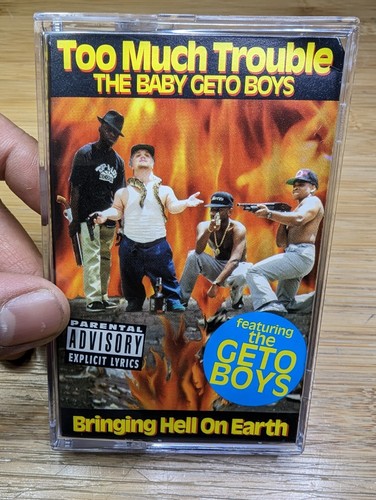 Too Much Trouble
THE BABY GETO BOYS
PARENTAL
ADVISORY
EXPLICIT LYRICS
featuring
the
GETO
BOYS
Bringing Hell On Earth